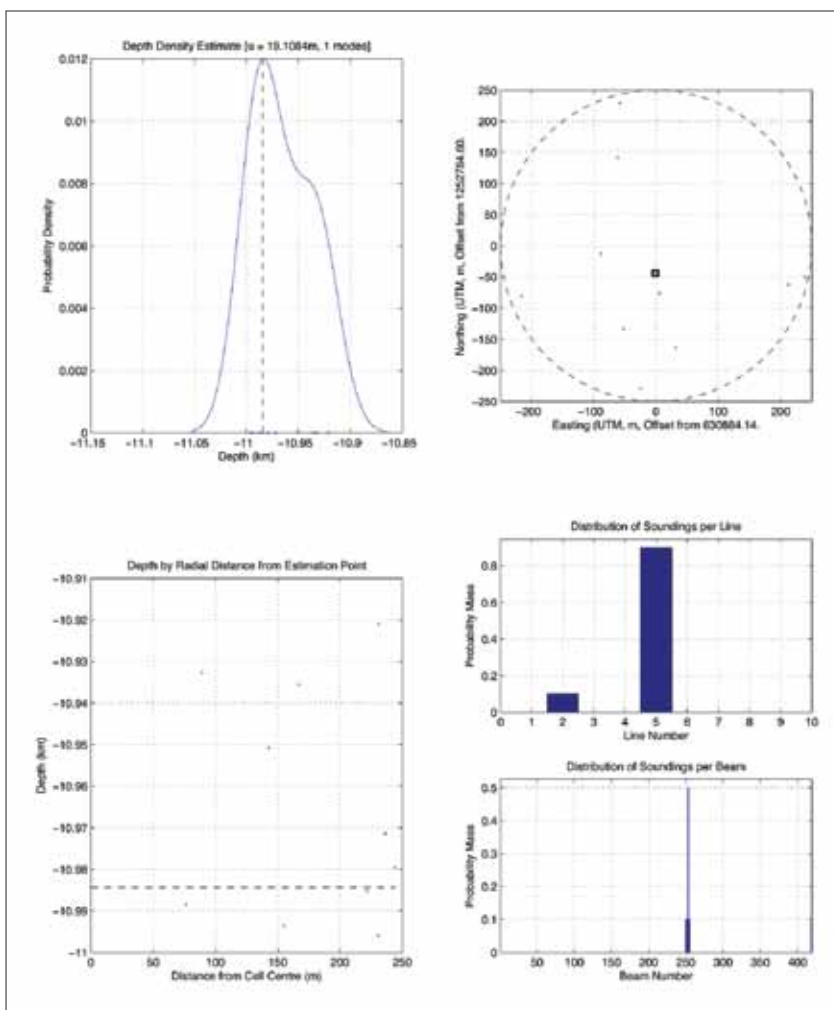 Depth Density Estimate [u = 19.1084m, 1 modes]
0.012
0.01
0.008
0.006
0.004
0.002
0
Probability Density
−11.15 −11.1 −11.05 −11 −10.95 −10.9 −10.85
Depth (km)
250
200
150
100
50
0
−50
−100
−150
−200
−250
Northing (UTM, m, Offset from 1252784.60.
−200 −100 0 100 200
Easting (UTM, m, Offset from 630884.14.
Depth by Radial Distance from Estimation Point
−10.91
−10.92
−10.93
−10.94
−10.95
−10.96
−10.97
−10.98
−10.99
−11
Depth (km)
0 50 100 150 200 250
Distance from Cell Centre (m)
Distribution of Soundings per Line
0.8
0.6
0.4
0.2
0
Probability Mass
0 1 2 3 4 5 6 7 8 9 10
Line Number
Distribution of Soundings per Beam
0.5
0.4
0.3
0.2
0.1
0
Probability Mass
50 100 150 200 250 300 350 400
Beam Number